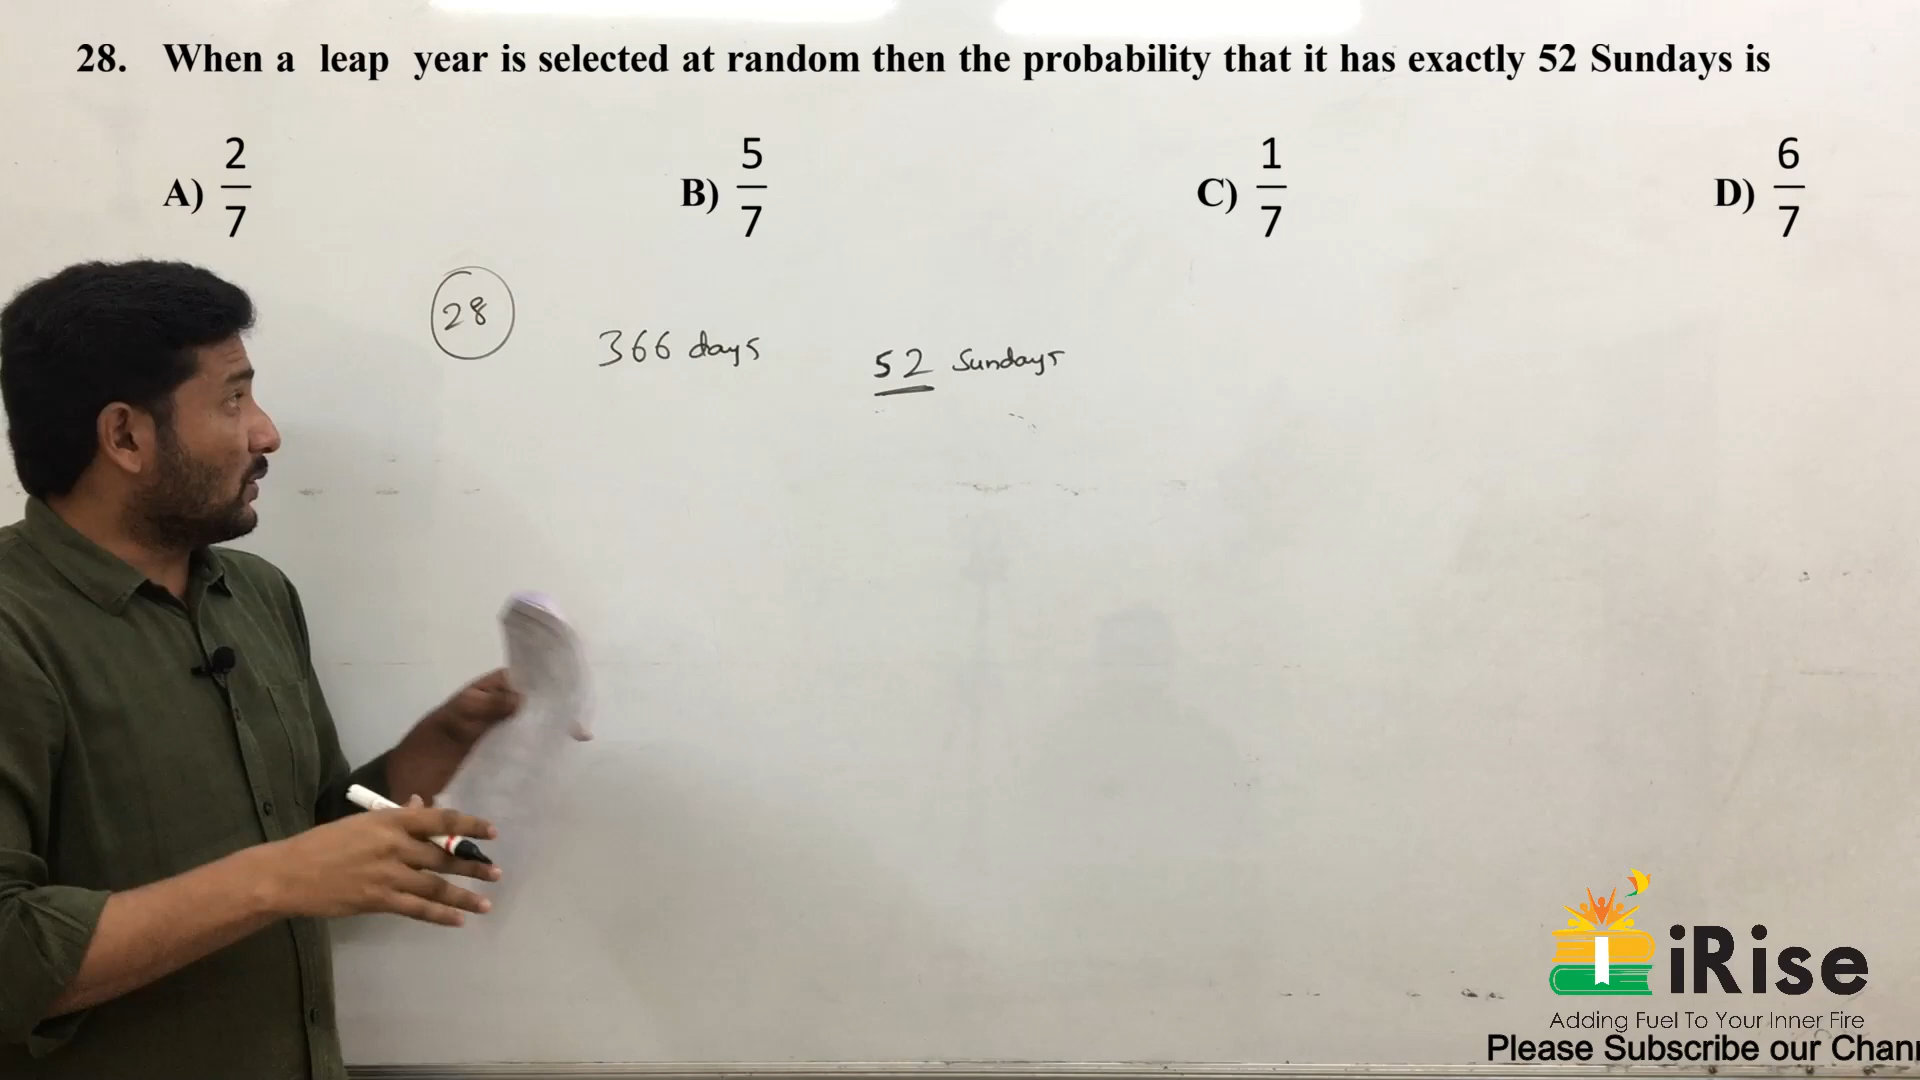 28. When a leap year is selected at random then the probability that it has exactly 52 Sundays is
A) 2/7 B) 5/7 C) 1/7 D) 6/7
28
366 days 52 Sundays
iRise
Adding Fuel To Your Inner Fire
Please Subscribe our Chann